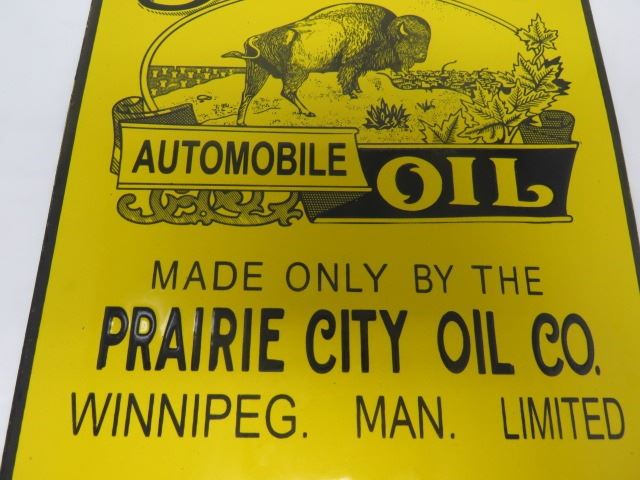 AUTOMOBILE OIL
MADE ONLY BY THE
PRAIRIE CITY OIL CO.
WINNIPEG. MAN. LIMITED